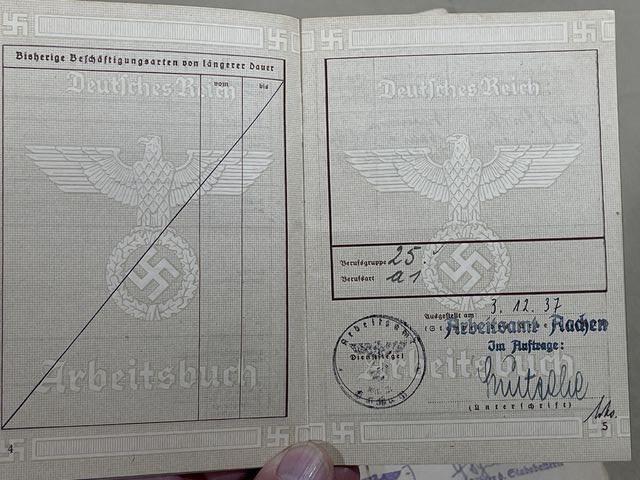 Bisherige Beschäftigungsarten von längerer Dauer
vom bis
Deutsches Reich
Arbeitsbuch
4
Deutsches Reich
Berufsgruppe 25.
Berufsart a1
Ausgestellt am 3. 12. 37
Arbeitsamt Aachen
Im Auftrage:
Arbeitsamt
Dienstsiegel
Aachen
Arbeitsbuch
(Unterschrift)
5